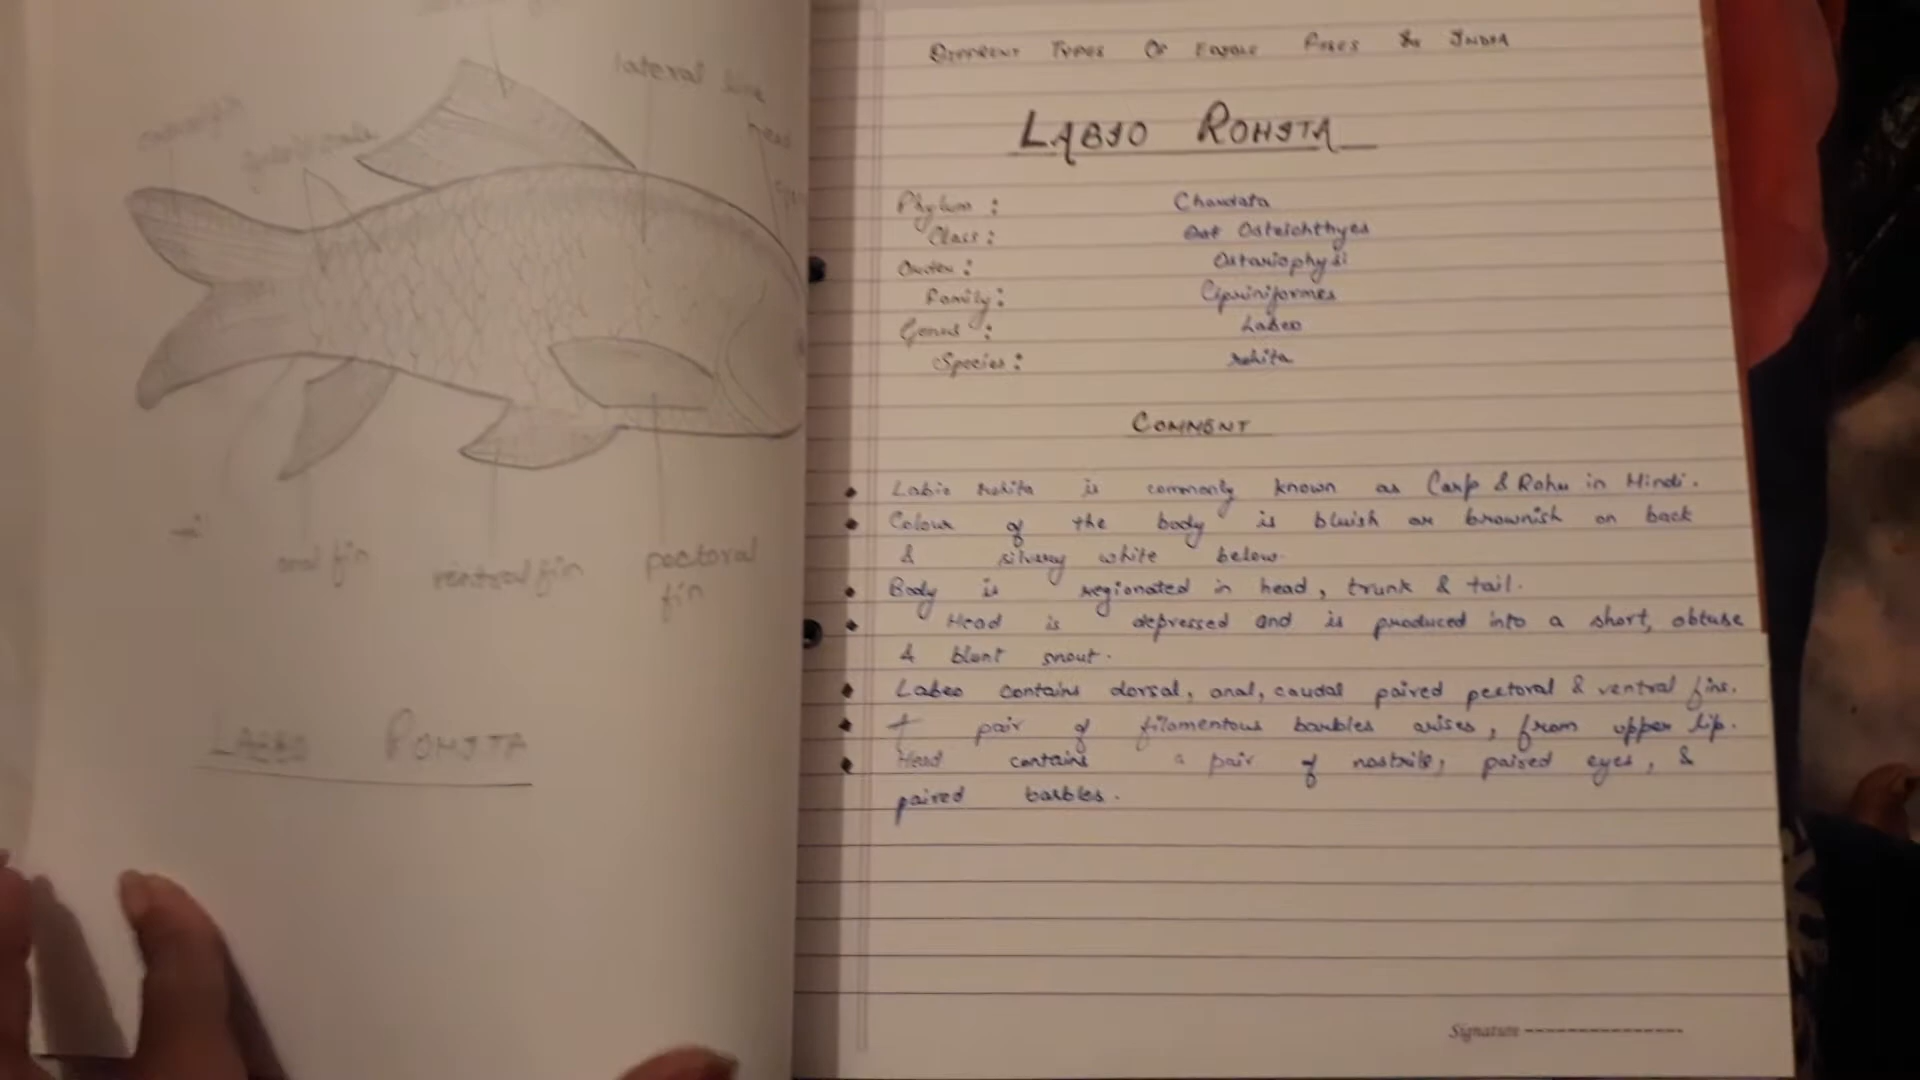 lateral line
head
anal fin
ventral fin
pectoral
fin
LABEO ROHITA
DIFFERENT TYPES OF EDIBLE FISHES IN INDIA
LABIO ROHITA
Phylum : Chordata
Class : Ost Osteichthyes
Order : Ostariophysi
Family : Cipriniformes
Genus : Labeo
Species : rohita
COMMENT
• Labio rohita is commonly known as Carp & Rohu in Hindi.
• Colour of the body is bluish or brownish on back
& silvery white below.
• Body is regionated in head, trunk & tail.
• Head is depressed and is produced into a short, obtuse
& blunt snout.
• Labeo contains dorsal, anal, caudal paired pectoral & ventral fins.
• pair of filamentous barbles arises, from upper lip.
• Head contains a pair of nostrils, paired eyes, &
paired barbles.
Signature